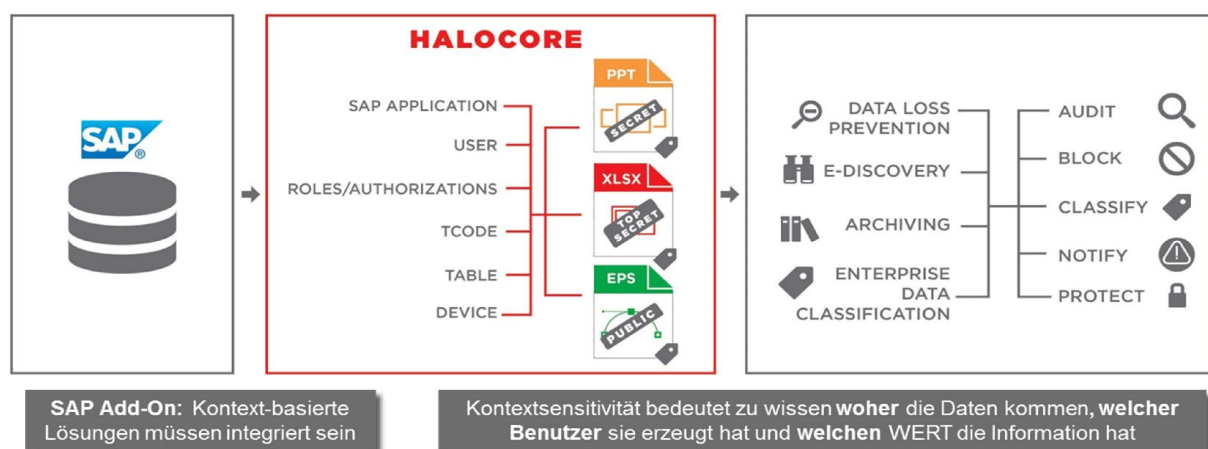 SAP
®
HALOCORE
SAP APPLICATION
USER
ROLES/AUTHORIZATIONS
TCODE
TABLE
DEVICE
PPT
SECRET
XLSX
TOP
SECRET
EPS
PUBLIC
DATA LOSS
PREVENTION
E-DISCOVERY
ARCHIVING
ENTERPRISE
DATA
CLASSIFICATION
AUDIT
BLOCK
CLASSIFY
NOTIFY
PROTECT
SAP Add-On: Kontext-basierte
Lösungen müssen integriert sein
Kontextsensitivität bedeutet zu wissen woher die Daten kommen, welcher
Benutzer sie erzeugt hat und welchen WERT die Information hat